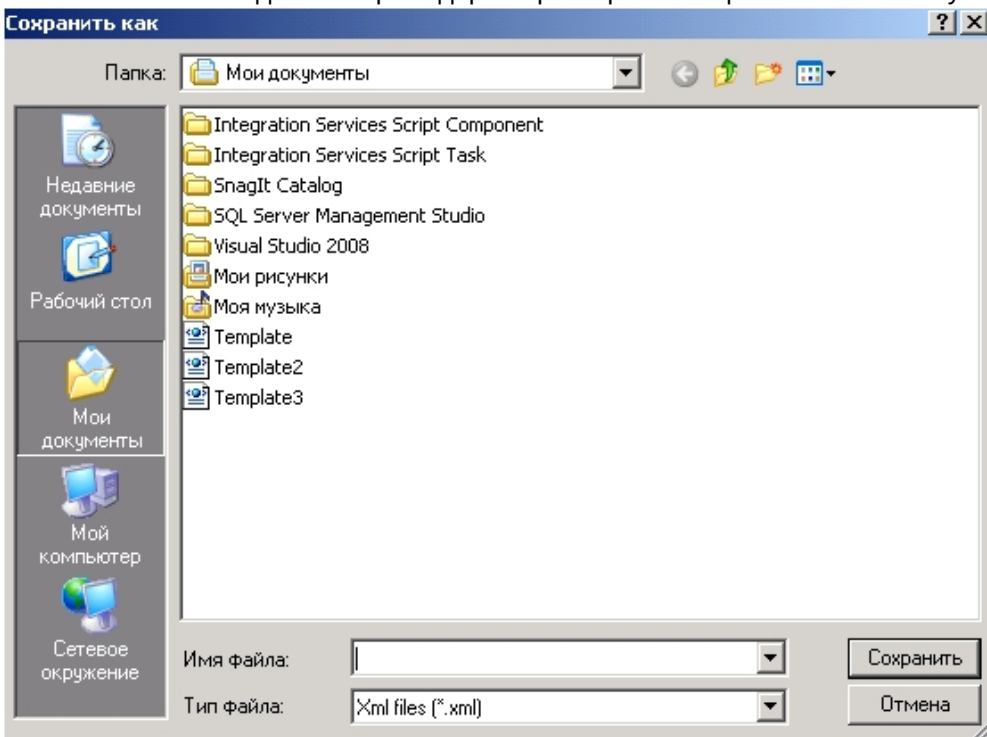 Сохранить как
Папка:
Мои документы
Недавние
документы
Рабочий стол
Мои
документы
Мой
компьютер
Сетевое
окружение
Integration Services Script Component
Integration Services Script Task
SnagIt Catalog
SQL Server Management Studio
Visual Studio 2008
Мои рисунки
Моя музыка
Template
Template2
Template3
Имя файла:
Сохранить
Тип файла:
Xml files (*.xml)
Отмена